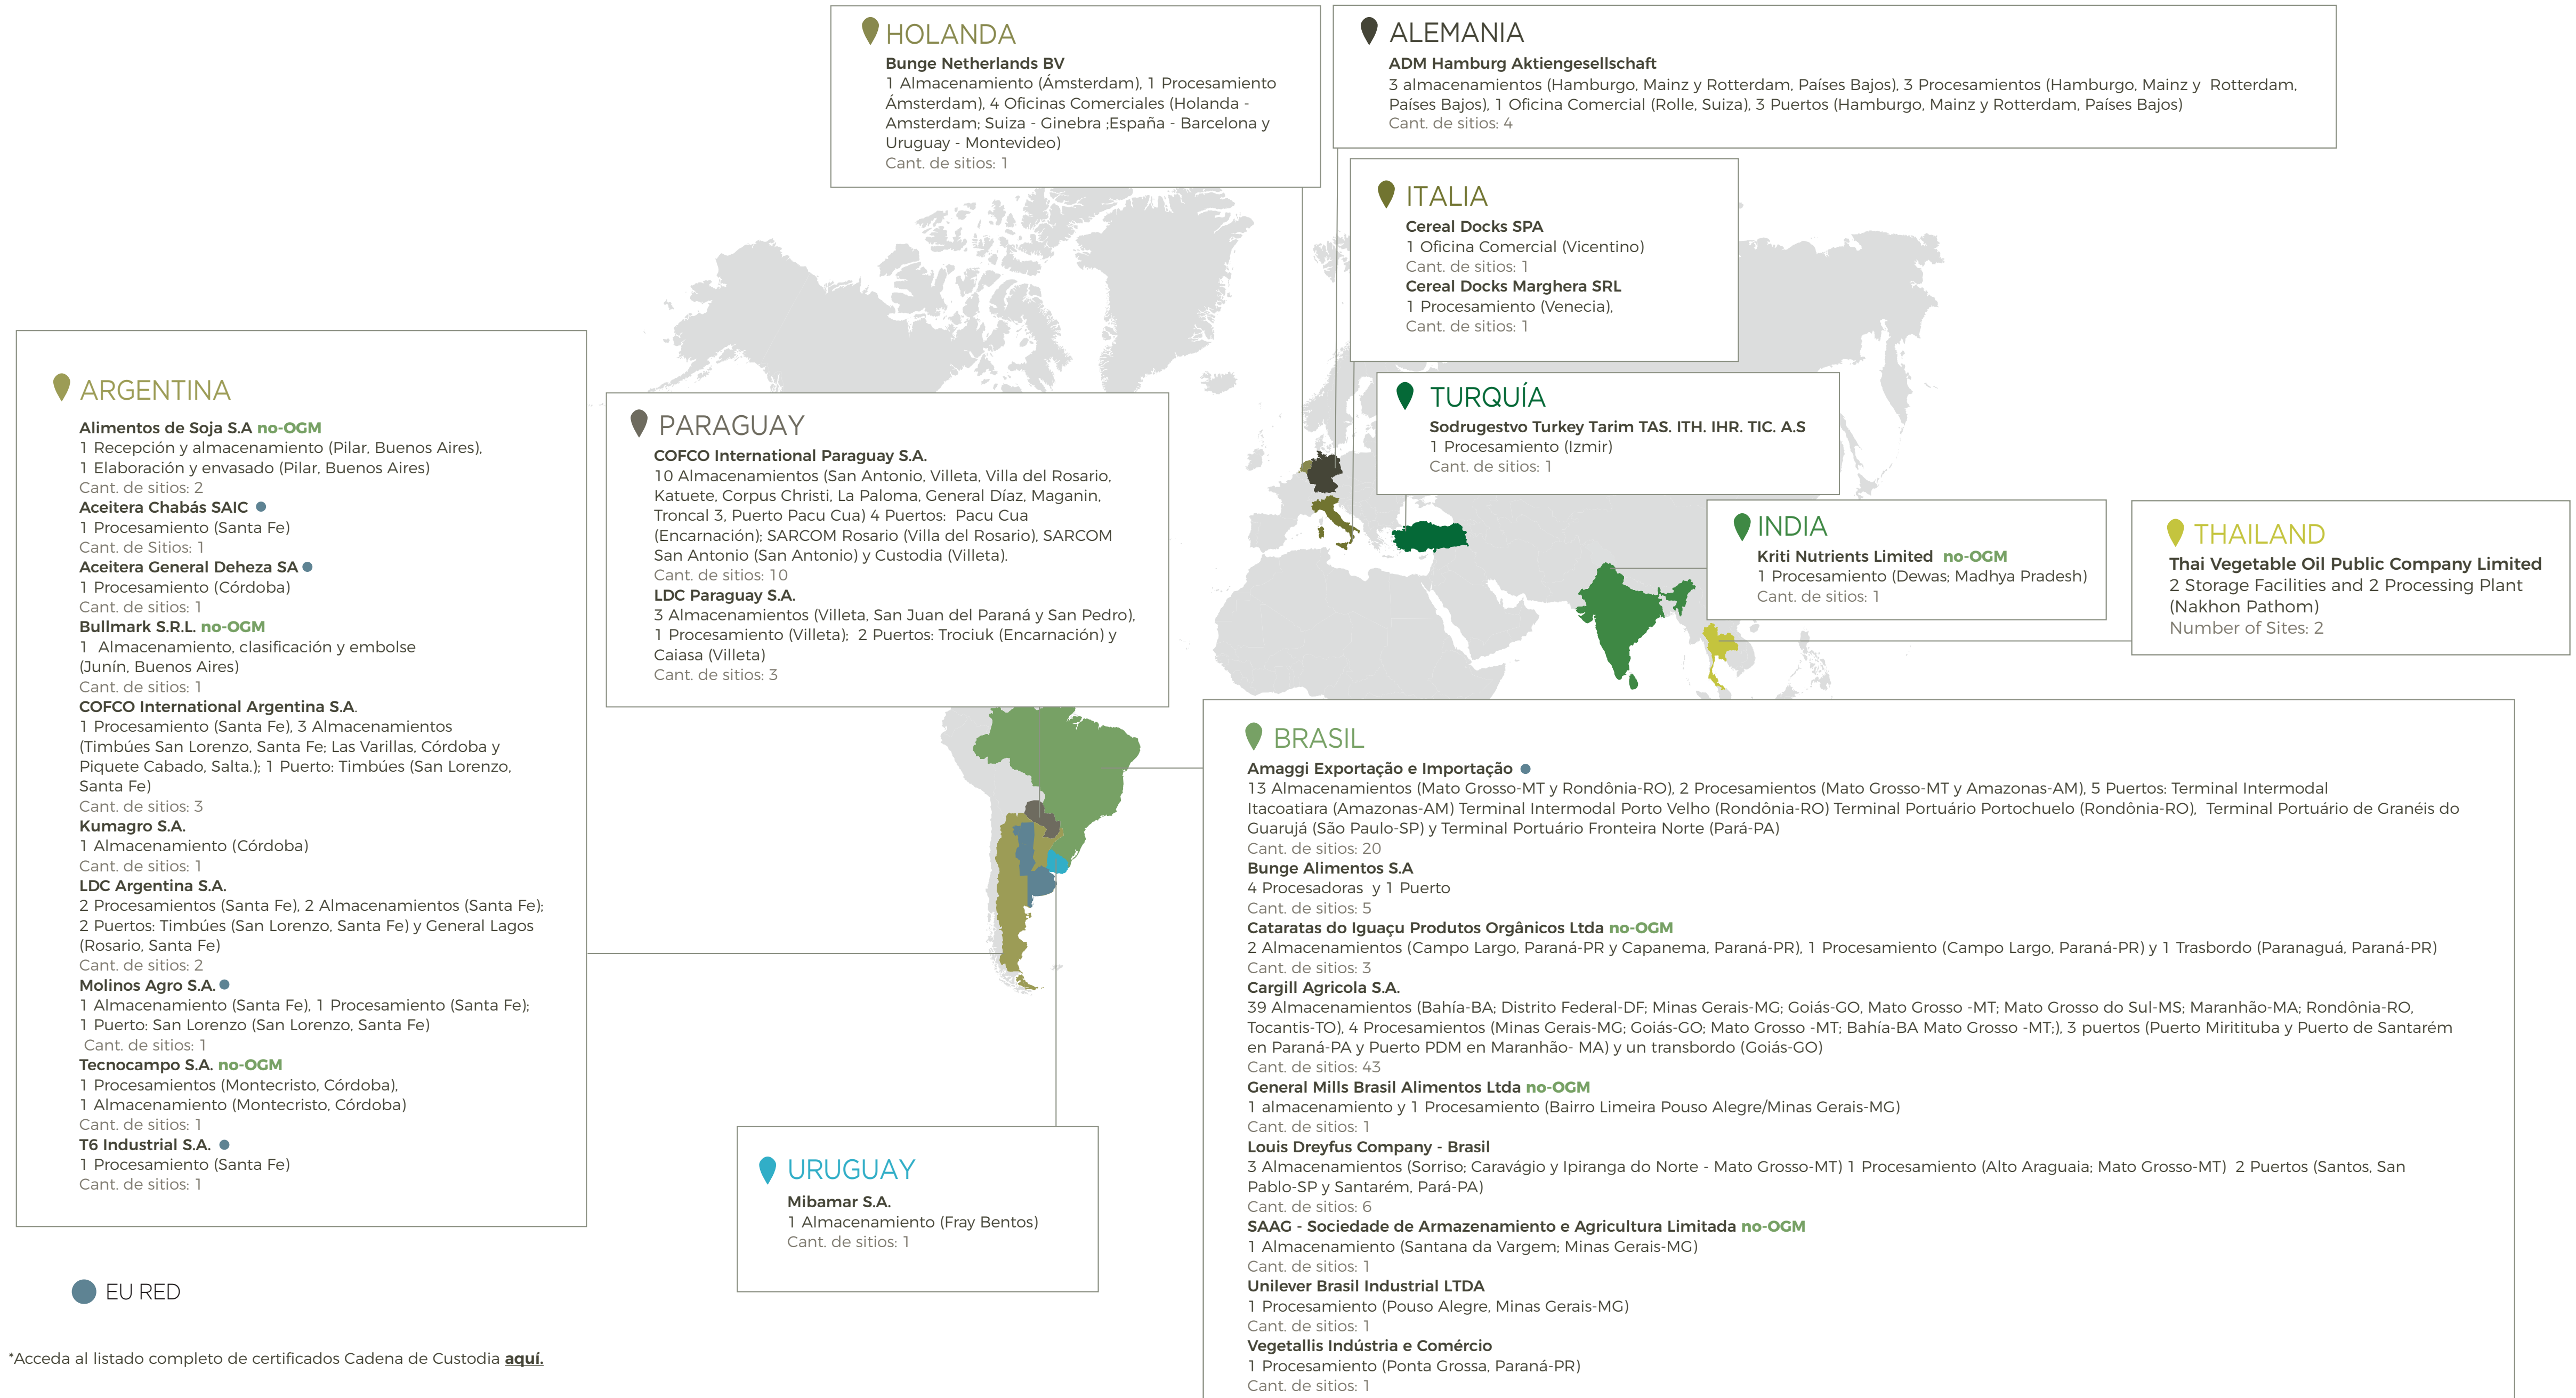 HOLANDA
Bunge Netherlands BV
1 Almacenamiento (Ámsterdam), 1 Procesamiento
Ámsterdam), 4 Oficinas Comerciales (Holanda -
Amsterdam; Suiza - Ginebra ;España - Barcelona y
Uruguay - Montevideo)
Cant. de sitios: 1
ALEMANIA
ADM Hamburg Aktiengesellschaft
3 almacenamientos (Hamburgo, Mainz y Rotterdam, Países Bajos), 3 Procesamientos (Hamburgo, Mainz y Rotterdam,
Países Bajos), 1 Oficina Comercial (Rolle, Suiza), 3 Puertos (Hamburgo, Mainz y Rotterdam, Países Bajos)
Cant. de sitios: 4
ITALIA
Cereal Docks SPA
1 Oficina Comercial (Vicentino)
Cant. de sitios: 1
Cereal Docks Marghera SRL
1 Procesamiento (Venecia),
Cant. de sitios: 1
ARGENTINA
Alimentos de Soja S.A no-OGM
1 Recepción y almacenamiento (Pilar, Buenos Aires),
1 Elaboración y envasado (Pilar, Buenos Aires)
Cant. de sitios: 2
Aceitera Chabás SAIC
1 Procesamiento (Santa Fe)
Cant. de Sitios: 1
Aceitera General Deheza SA
1 Procesamiento (Córdoba)
Cant. de sitios: 1
Bullmark S.R.L. no-OGM
1 Almacenamiento, clasificación y embolse
(Junín, Buenos Aires)
Cant. de sitios: 1
COFCO International Argentina S.A.
1 Procesamiento (Santa Fe), 3 Almacenamientos
(Timbúes San Lorenzo, Santa Fe; Las Varillas, Córdoba y
Piquete Cabado, Salta.); 1 Puerto: Timbúes (San Lorenzo,
Santa Fe)
Cant. de sitios: 3
Kumagro S.A.
1 Almacenamiento (Córdoba)
Cant. de sitios: 1
LDC Argentina S.A.
2 Procesamientos (Santa Fe), 2 Almacenamientos (Santa Fe);
2 Puertos: Timbúes (San Lorenzo, Santa Fe) y General Lagos
(Rosario, Santa Fe)
Cant. de sitios: 2
Molinos Agro S.A.
1 Almacenamiento (Santa Fe), 1 Procesamiento (Santa Fe);
1 Puerto: San Lorenzo (San Lorenzo, Santa Fe)
Cant. de sitios: 1
Tecnocampo S.A. no-OGM
1 Procesamientos (Montecristo, Córdoba),
1 Almacenamiento (Montecristo, Córdoba)
Cant. de sitios: 1
T6 Industrial S.A.
1 Procesamiento (Santa Fe)
Cant. de sitios: 1
PARAGUAY
COFCO International Paraguay S.A.
10 Almacenamientos (San Antonio, Villeta, Villa del Rosario,
Katuete, Corpus Christi, La Paloma, General Díaz, Maganin,
Troncal 3, Puerto Pacu Cua) 4 Puertos: Pacu Cua
(Encarnación); SARCOM Rosario (Villa del Rosario), SARCOM
San Antonio (San Antonio) y Custodia (Villeta).
Cant. de sitios: 10
LDC Paraguay S.A.
3 Almacenamientos (Villeta, San Juan del Paraná y San Pedro),
1 Procesamiento (Villeta); 2 Puertos: Trociuk (Encarnación) y
Caiasa (Villeta)
Cant. de sitios: 3
TURQUÍA
Sodrugestvo Turkey Tarim TAS. ITH. IHR. TIC. A.S
1 Procesamiento (Izmir)
Cant. de sitios: 1
INDIA
Kriti Nutrients Limited no-OGM
1 Procesamiento (Dewas; Madhya Pradesh)
Cant. de sitios: 1
THAILAND
Thai Vegetable Oil Public Company Limited
2 Storage Facilities and 2 Processing Plant
(Nakhon Pathom)
Number of Sites: 2
BRASIL
Amaggi Exportação e Importação
13 Almacenamientos (Mato Grosso-MT y Rondônia-RO), 2 Procesamientos (Mato Grosso-MT y Amazonas-AM), 5 Puertos: Terminal Intermodal
Itacoatiara (Amazonas-AM) Terminal Intermodal Porto Velho (Rondônia-RO) Terminal Portuário Portochuelo (Rondônia-RO), Terminal Portuário de Granéis do
Guarujá (São Paulo-SP) y Terminal Portuário Fronteira Norte (Pará-PA)
Cant. de sitios: 20
Bunge Alimentos S.A
4 Procesadoras y 1 Puerto
Cant. de sitios: 5
Cataratas do Iguaçu Produtos Orgânicos Ltda no-OGM
2 Almacenamientos (Campo Largo, Paraná-PR y Capanema, Paraná-PR), 1 Procesamiento (Campo Largo, Paraná-PR) y 1 Trasbordo (Paranaguá, Paraná-PR)
Cant. de sitios: 3
Cargill Agricola S.A.
39 Almacenamientos (Bahía-BA; Distrito Federal-DF; Minas Gerais-MG; Goiás-GO, Mato Grosso -MT; Mato Grosso do Sul-MS; Maranhão-MA; Rondônia-RO,
Tocantis-TO), 4 Procesamientos (Minas Gerais-MG; Goiás-GO; Mato Grosso -MT; Bahía-BA Mato Grosso -MT;), 3 puertos (Puerto Miritituba y Puerto de Santarém
en Paraná-PA y Puerto PDM en Maranhão- MA) y un transbordo (Goiás-GO)
Cant. de sitios: 43
General Mills Brasil Alimentos Ltda no-OGM
1 almacenamiento y 1 Procesamiento (Bairro Limeira Pouso Alegre/Minas Gerais-MG)
Cant. de sitios: 1
Louis Dreyfus Company - Brasil
3 Almacenamientos (Sorriso; Caravágio y Ipiranga do Norte - Mato Grosso-MT) 1 Procesamiento (Alto Araguaia; Mato Grosso-MT) 2 Puertos (Santos, San
Pablo-SP y Santarém, Pará-PA)
Cant. de sitios: 6
SAAG - Sociedade de Armazenamiento e Agricultura Limitada no-OGM
1 Almacenamiento (Santana da Vargem; Minas Gerais-MG)
Cant. de sitios: 1
Unilever Brasil Industrial LTDA
1 Procesamiento (Pouso Alegre, Minas Gerais-MG)
Cant. de sitios: 1
Vegetallis Indústria e Comércio
1 Procesamiento (Ponta Grossa, Paraná-PR)
Cant. de sitios: 1
URUGUAY
Mibamar S.A.
1 Almacenamiento (Fray Bentos)
Cant. de sitios: 1
EU RED
*Acceda al listado completo de certificados Cadena de Custodia aquí.